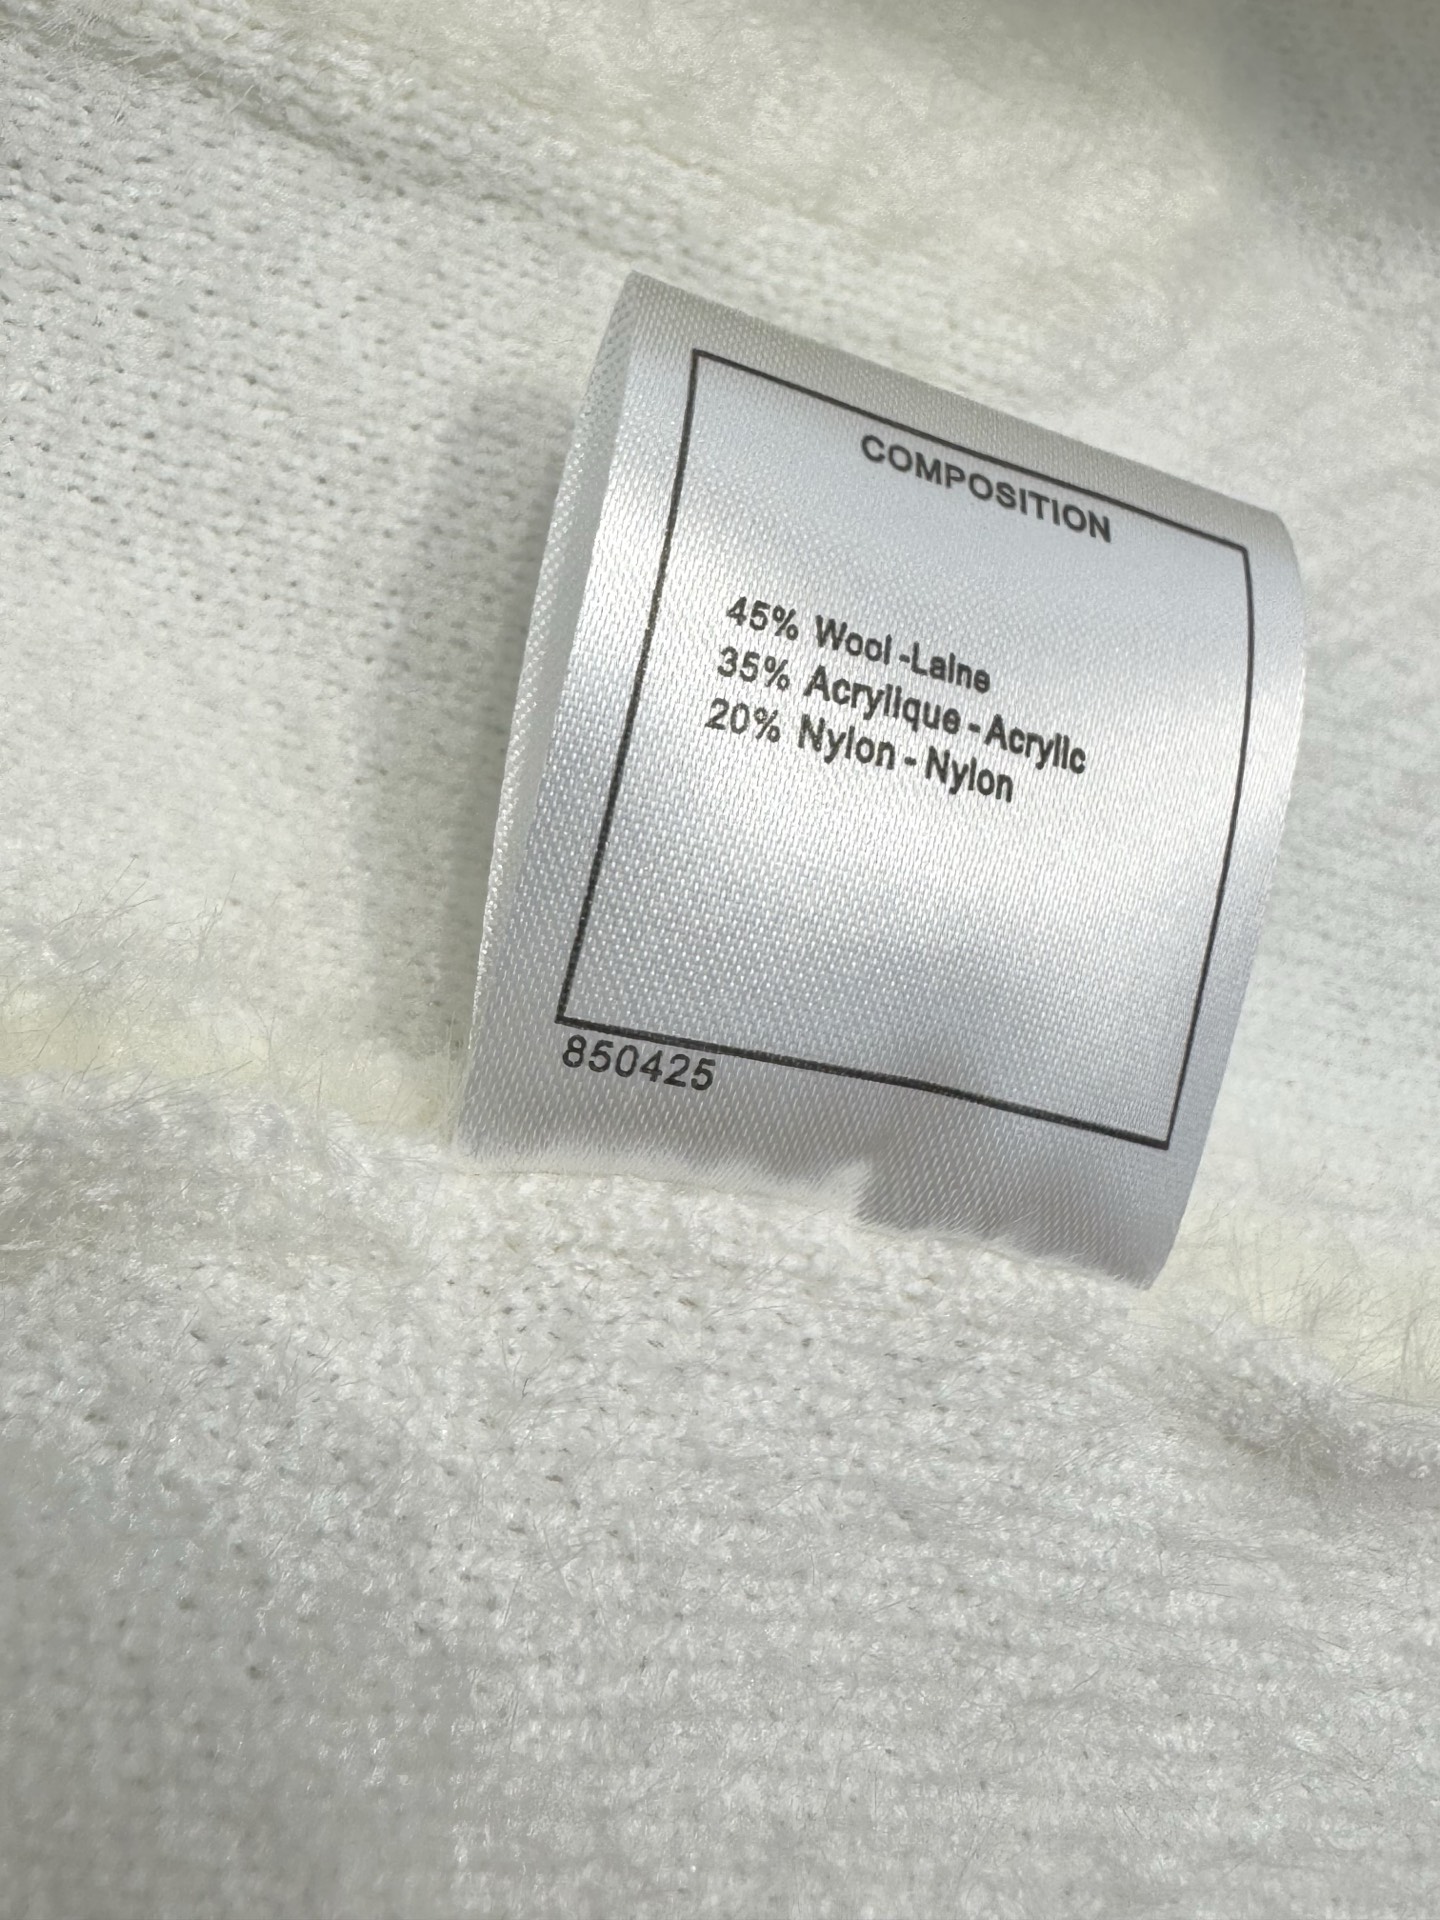 COMPOSITION
45% Wool -Laine
35% Acrylique - Acrylic
20% Nylon - Nylon
850425